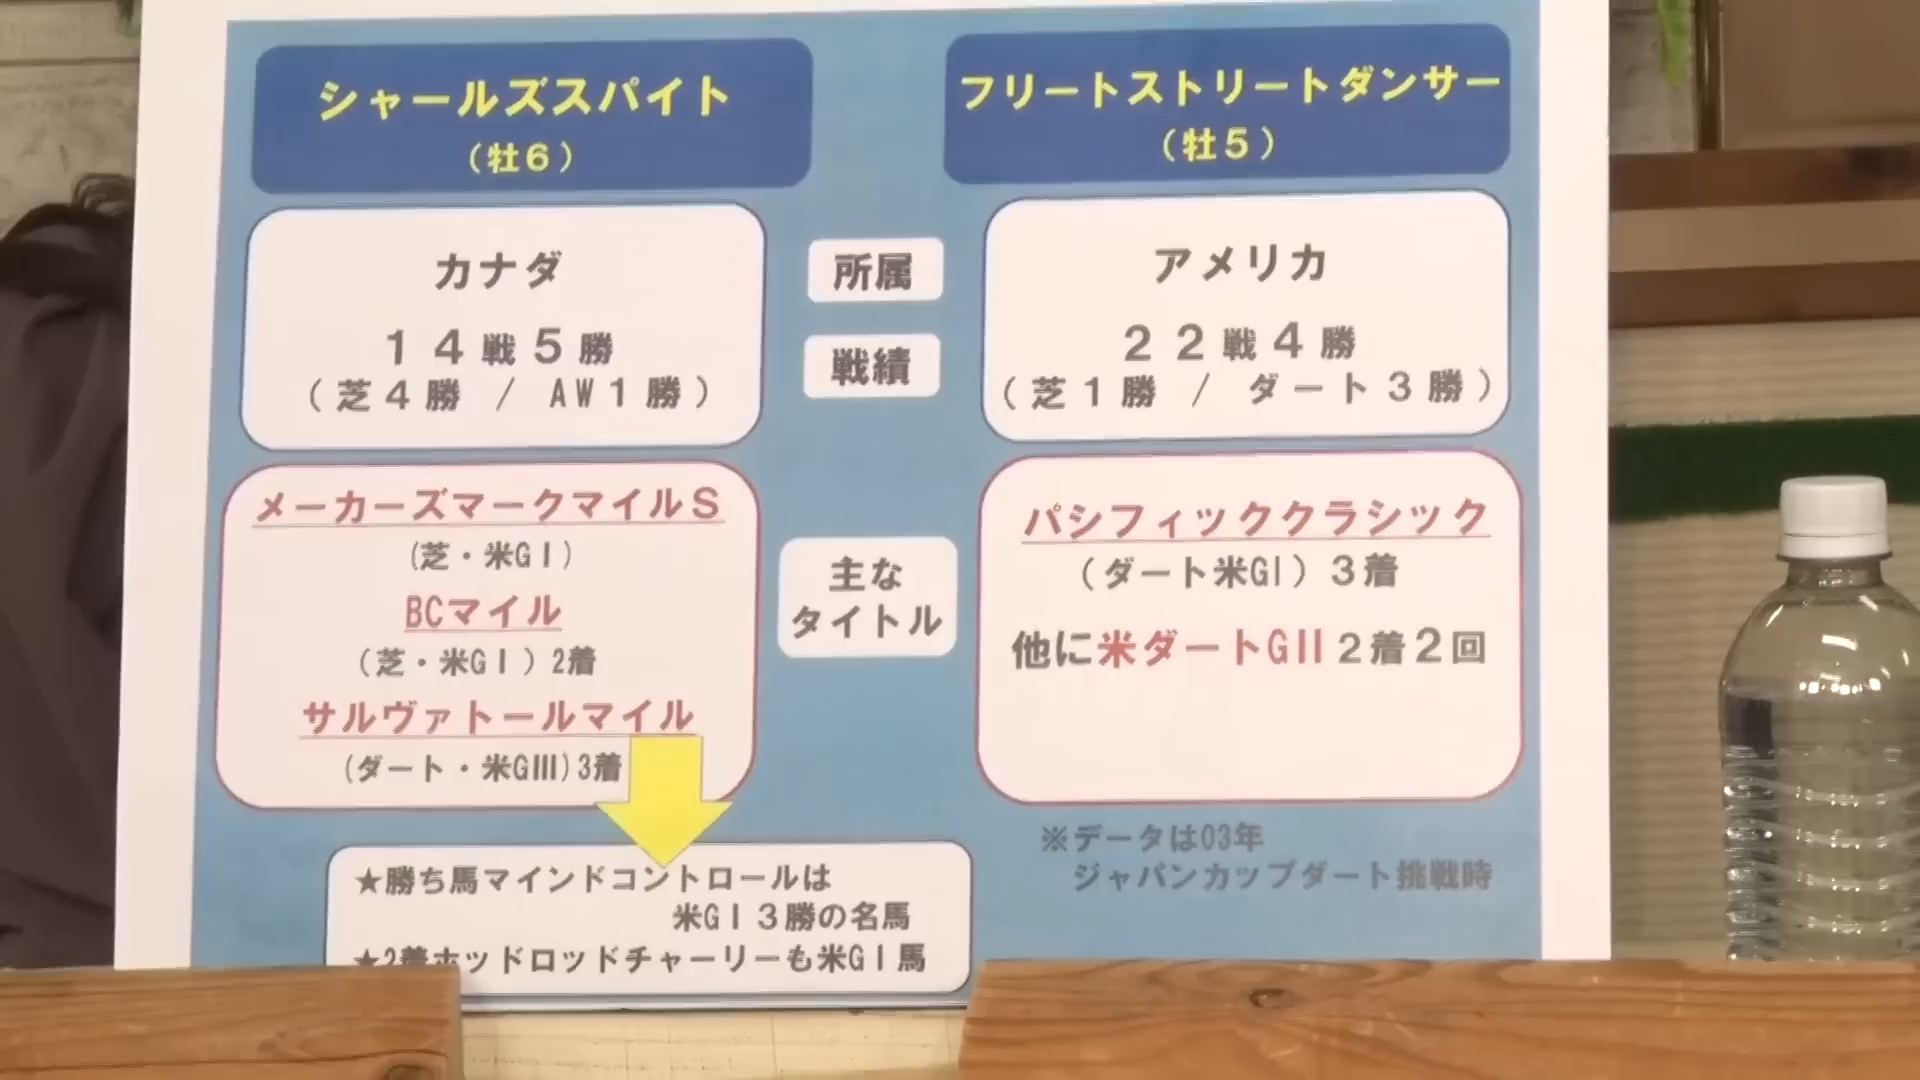 シャールズスパイト
（牡６）
フリートストリートダンサー
（牡５）
カナダ
所属
アメリカ
１４戦５勝
（芝４勝 / AW１勝）
戦績
２２戦４勝
（芝１勝 / ダート３勝）
メーカーズマークマイルＳ
(芝・米GⅠ)
BCマイル
（芝・米GⅠ）2着
サルヴァトールマイル
(ダート・米GⅢ)3着
主な
タイトル
パシフィッククラシック
（ダート米GⅠ）３着
他に米ダートGⅡ２着２回
※データは03年
ジャパンカップダート挑戦時
★勝ち馬マインドコントロールは
米GⅠ３勝の名馬
★2着ホッドロッドチャーリーも米GⅠ馬